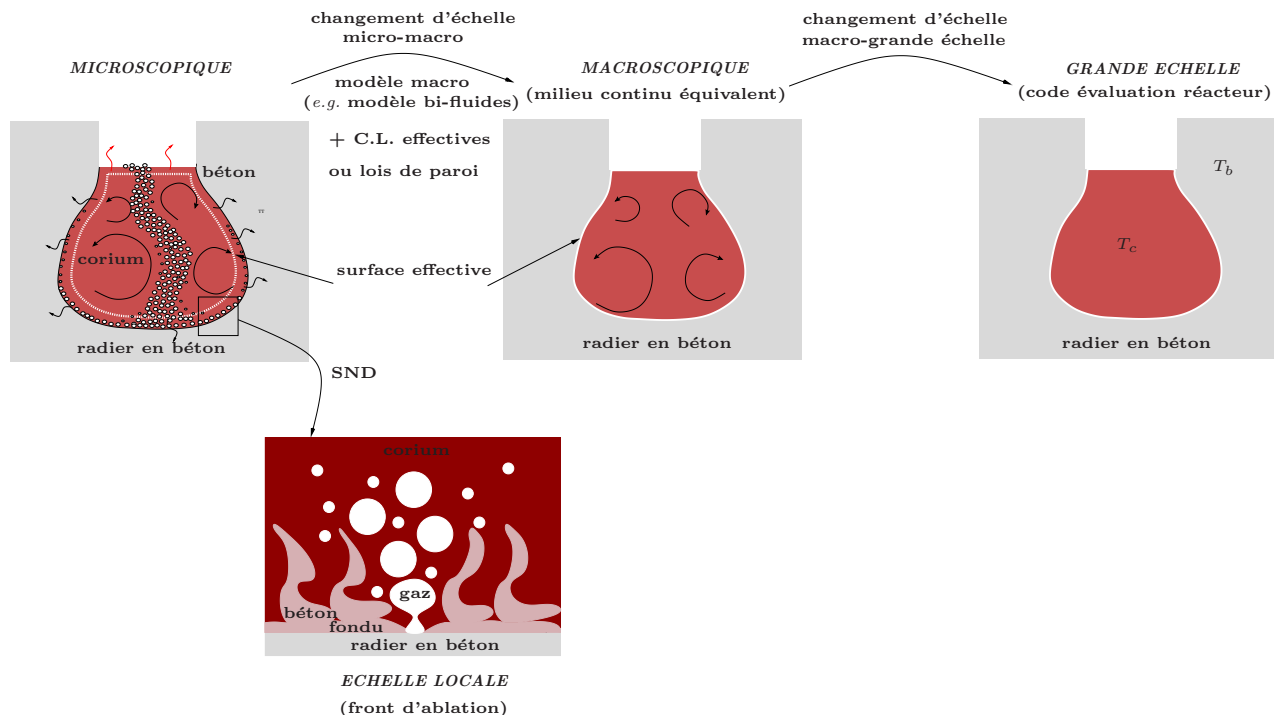 changement d'échelle
micro-macro
changement d'échelle
macro-grande échelle
MICROSCOPIQUE
MACROSCOPIQUE
GRANDE ECHELLE
modèle macro
(e.g. modèle bi-fluides)
(milieu continu équivalent)
(code évaluation réacteur)
+ C.L. effectives
ou lois de paroi
béton
π
corium
radier en béton
surface effective
radier en béton
T_b
T_c
radier en béton
SND
corium
gaz
béton
fondu
radier en béton
ECHELLE LOCALE
(front d'ablation)